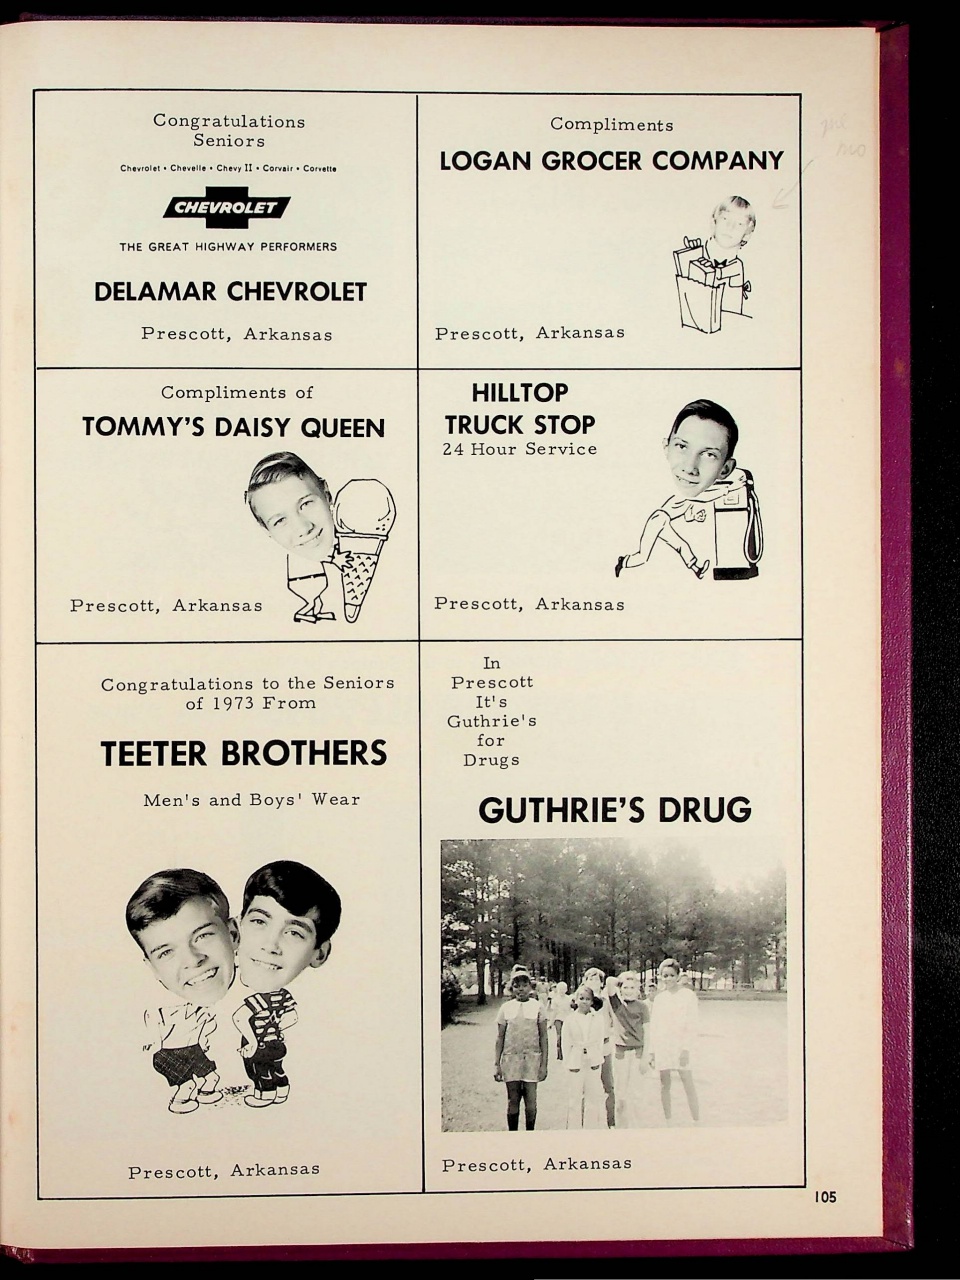 Congratulations
Seniors
Chevrolet • Chevelle • Chevy II • Corvair • Corvette
CHEVROLET
THE GREAT HIGHWAY PERFORMERS
DELAMAR CHEVROLET
Prescott, Arkansas
Compliments
LOGAN GROCER COMPANY
Prescott, Arkansas
Compliments of
TOMMY'S DAISY QUEEN
Prescott, Arkansas
HILLTOP
TRUCK STOP
24 Hour Service
Prescott, Arkansas
Congratulations to the Seniors
of 1973 From
TEETER BROTHERS
Men's and Boys' Wear
Prescott, Arkansas
In
Prescott
It's
Guthrie's
for
Drugs
GUTHRIE'S DRUG
Prescott, Arkansas
105